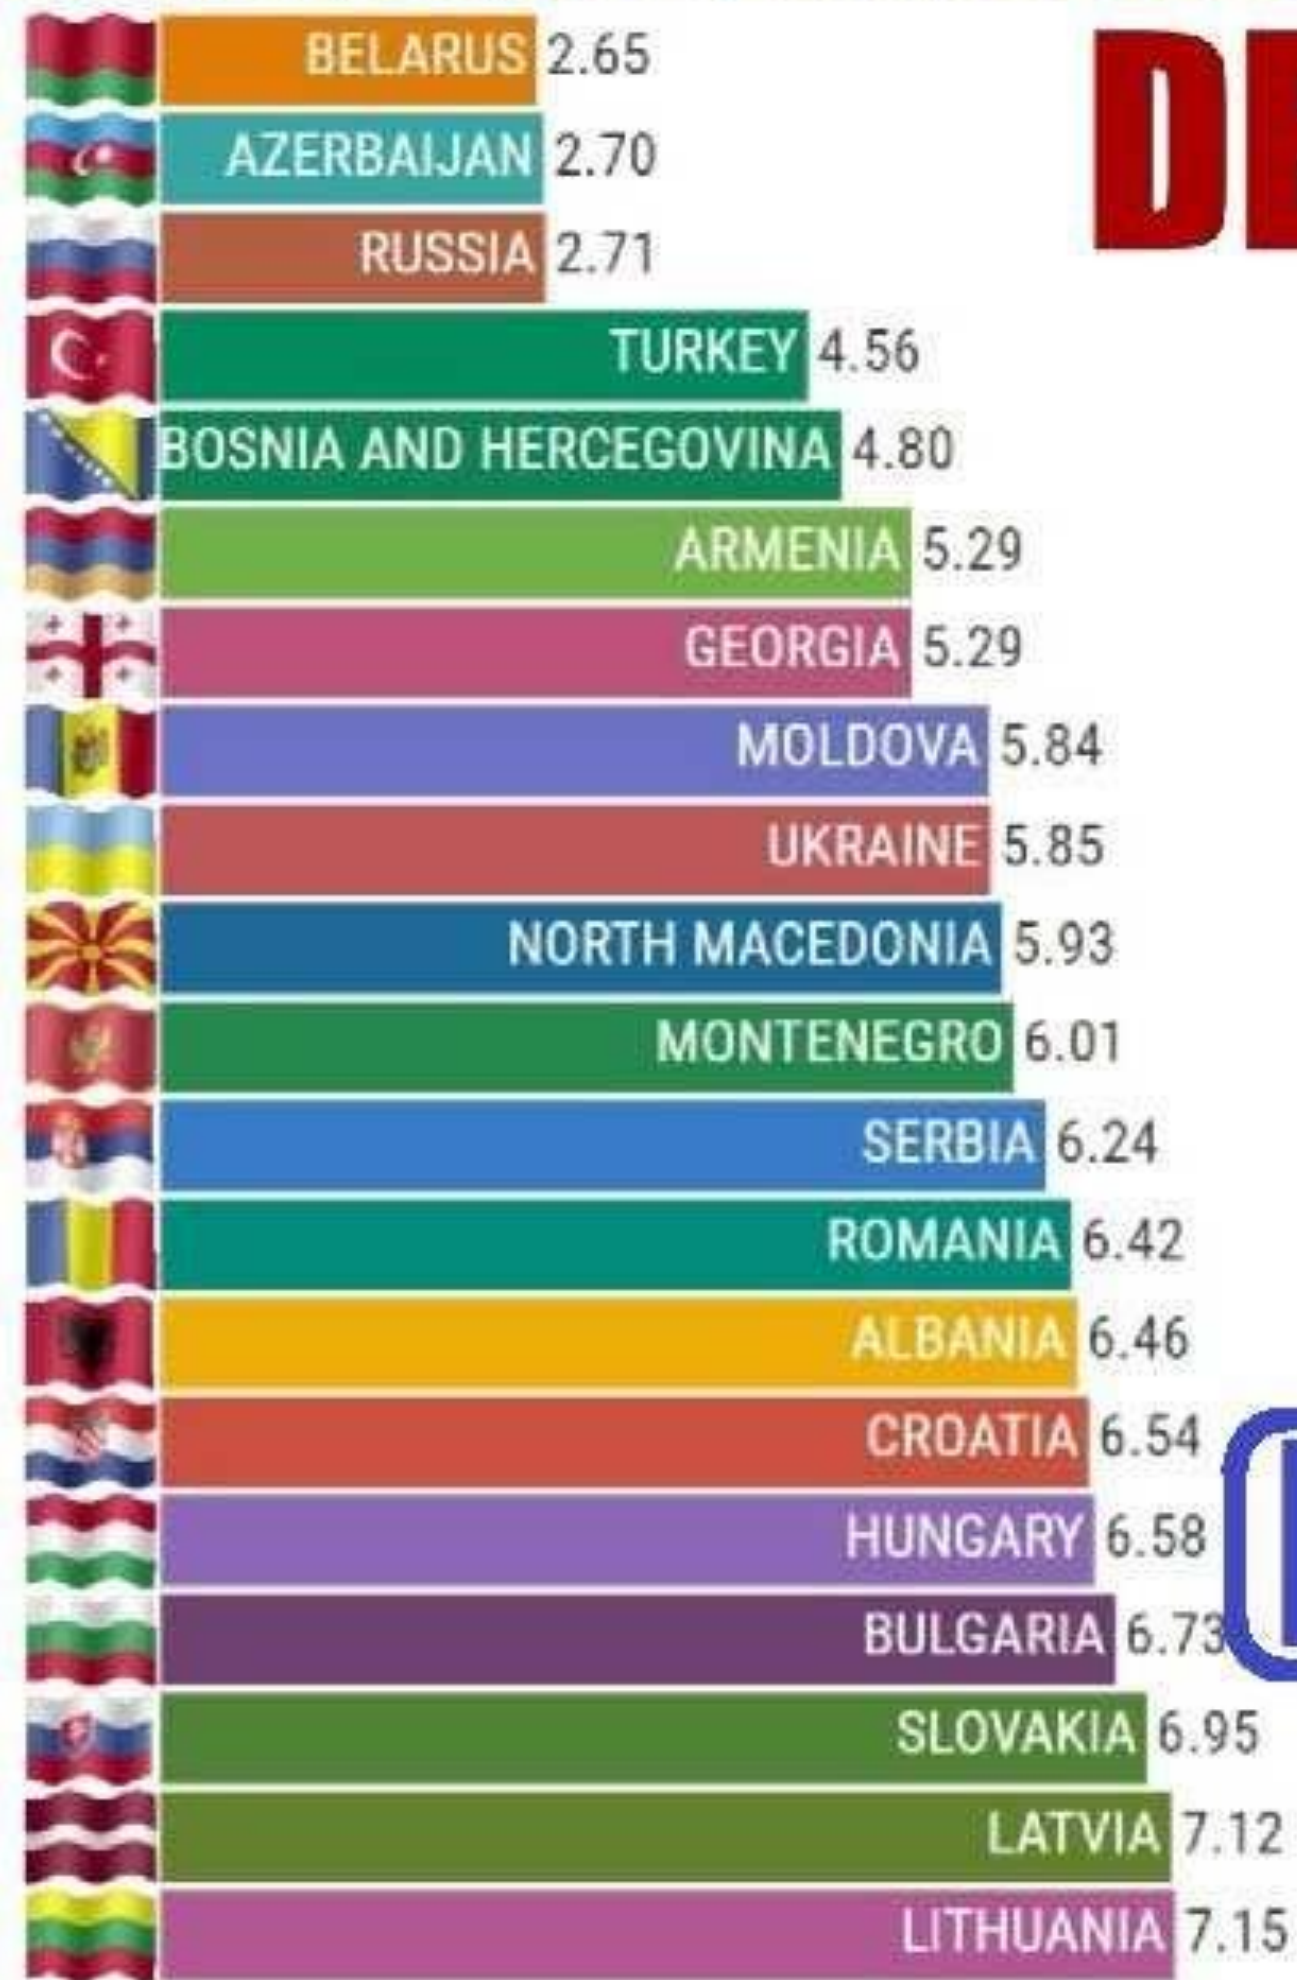 BELARUS 2.65
AZERBAIJAN 2.70
RUSSIA 2.71
TURKEY 4.56
BOSNIA AND HERCEGOVINA 4.80
ARMENIA 5.29
GEORGIA 5.29
MOLDOVA 5.84
UKRAINE 5.85
NORTH MACEDONIA 5.93
MONTENEGRO 6.01
SERBIA 6.24
ROMANIA 6.42
ALBANIA 6.46
CROATIA 6.54
HUNGARY 6.58
BULGARIA 6.73
SLOVAKIA 6.95
LATVIA 7.12
LITHUANIA 7.15